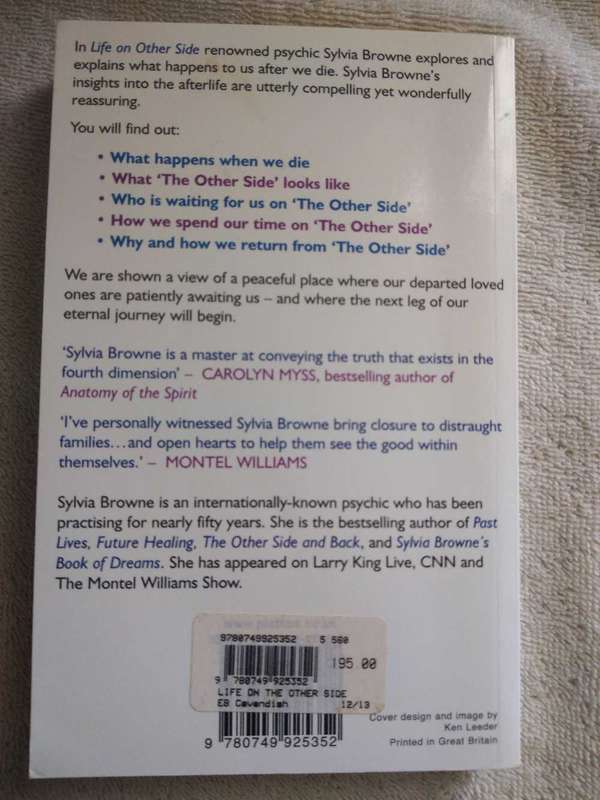 In Life on Other Side renowned psychic Sylvia Browne explores and
explains what happens to us after we die. Sylvia Browne's
insights into the afterlife are utterly compelling yet wonderfully
reassuring.
You will find out:
• What happens when we die
• What 'The Other Side' looks like
• Who is waiting for us on 'The Other Side'
• How we spend our time on 'The Other Side'
• Why and how we return from 'The Other Side'
We are shown a view of a peaceful place where our departed loved
ones are patiently awaiting us – and where the next leg of our
eternal journey will begin.
'Sylvia Browne is a master at conveying the truth that exists in the
fourth dimension' – CAROLYN MYSS, bestselling author of
Anatomy of the Spirit
'I've personally witnessed Sylvia Browne bring closure to distraught
families...and open hearts to help them see the good within
themselves.' – MONTEL WILLIAMS
Sylvia Browne is an internationally-known psychic who has been
practising for nearly fifty years. She is the bestselling author of Past
Lives, Future Healing, The Other Side and Back, and Sylvia Browne's
Book of Dreams. She has appeared on Larry King Live, CNN and
The Montel Williams Show.
9780749925352 5 560
195.00
9 780749 925352
LIFE ON THE OTHER SIDE
EB Cavendish 12/13
9 780749 925352
Cover design and image by
Ken Leeder
Printed in Great Britain